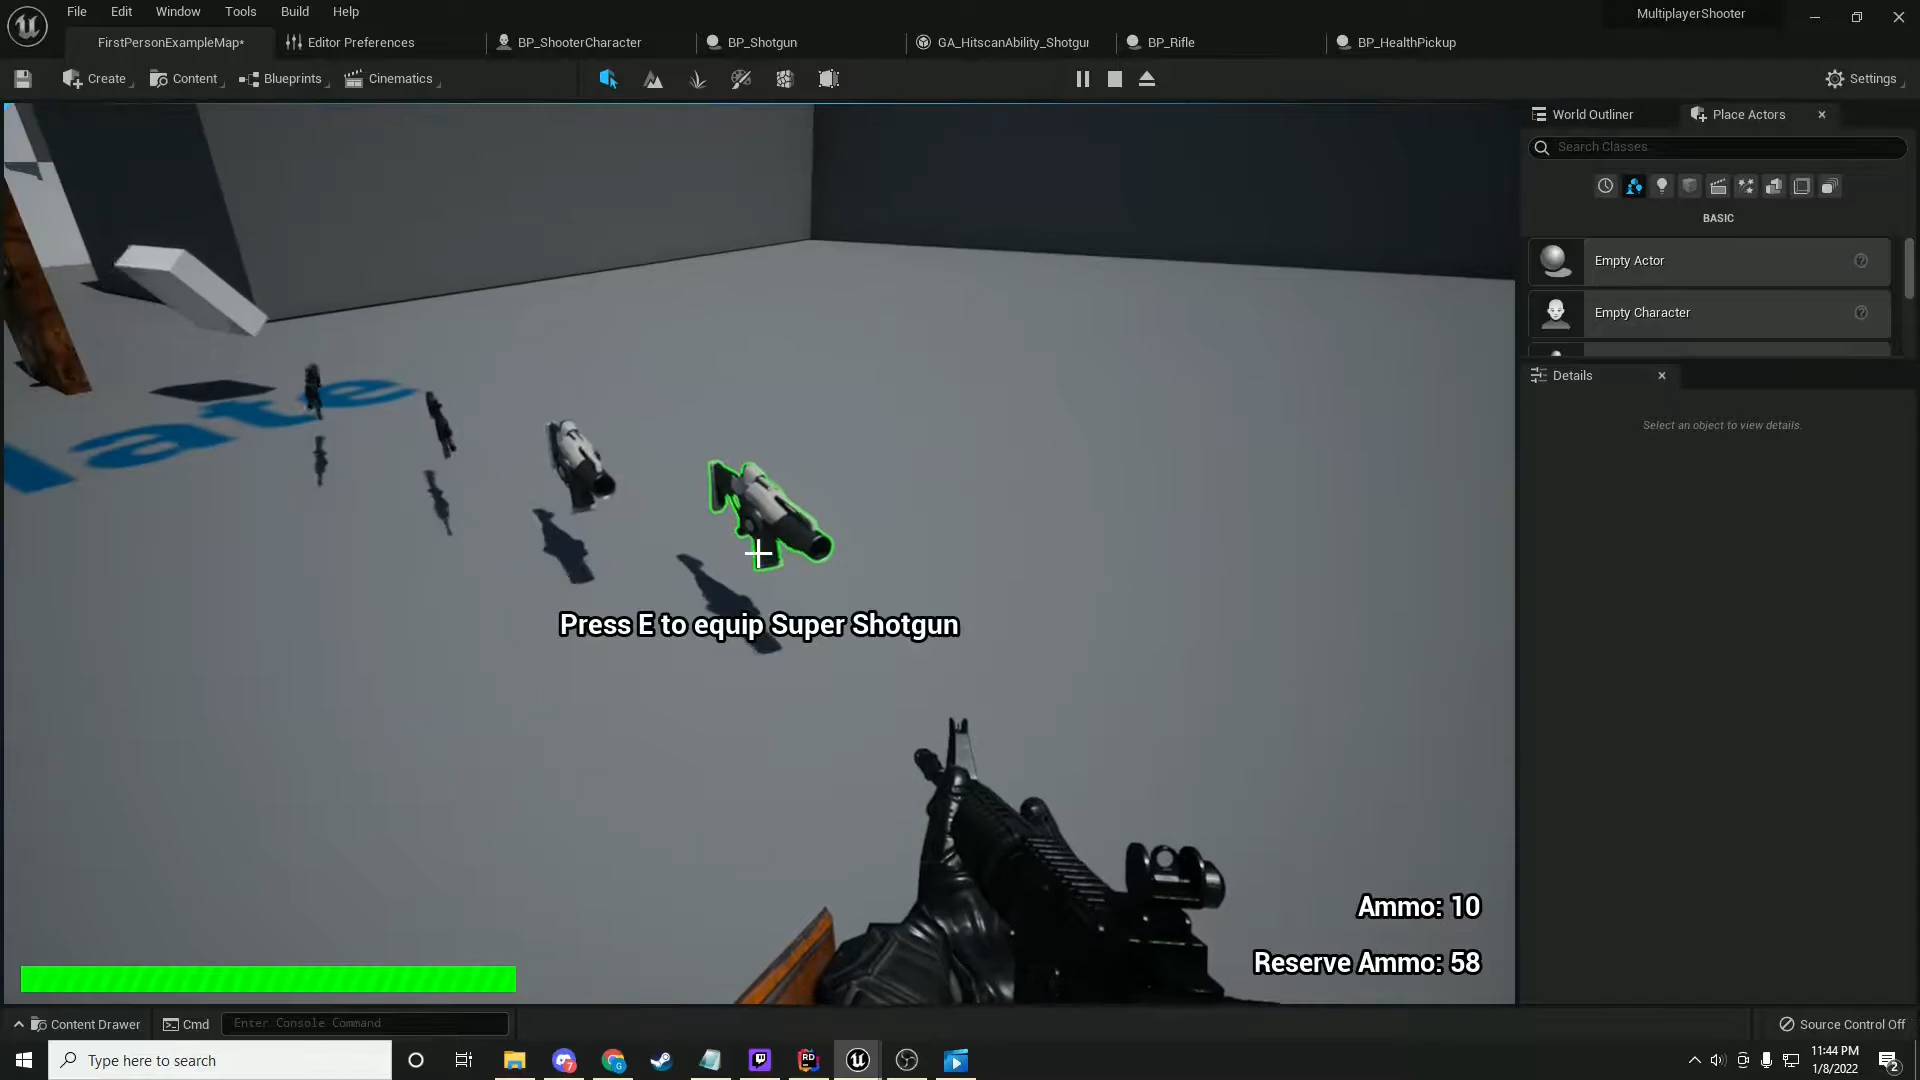 File Edit Window Tools Build Help
MultiplayerShooter
FirstPersonExampleMap*
Editor Preferences
BP_ShooterCharacter
BP_Shotgun
GA_HitscanAbility_Shotgur
BP_Rifle
BP_HealthPickup
Create
Content
Blueprints
Cinematics
Settings
World Outliner
Place Actors
Search Classes
BASIC
Empty Actor
Empty Character
Details
Select an object to view details.
late
Press E to equip Super Shotgun
Ammo: 10
Reserve Ammo: 58
Content Drawer
Cmd
Enter Console Command
Source Control Off
Type here to search
11:44 PM
1/8/2022